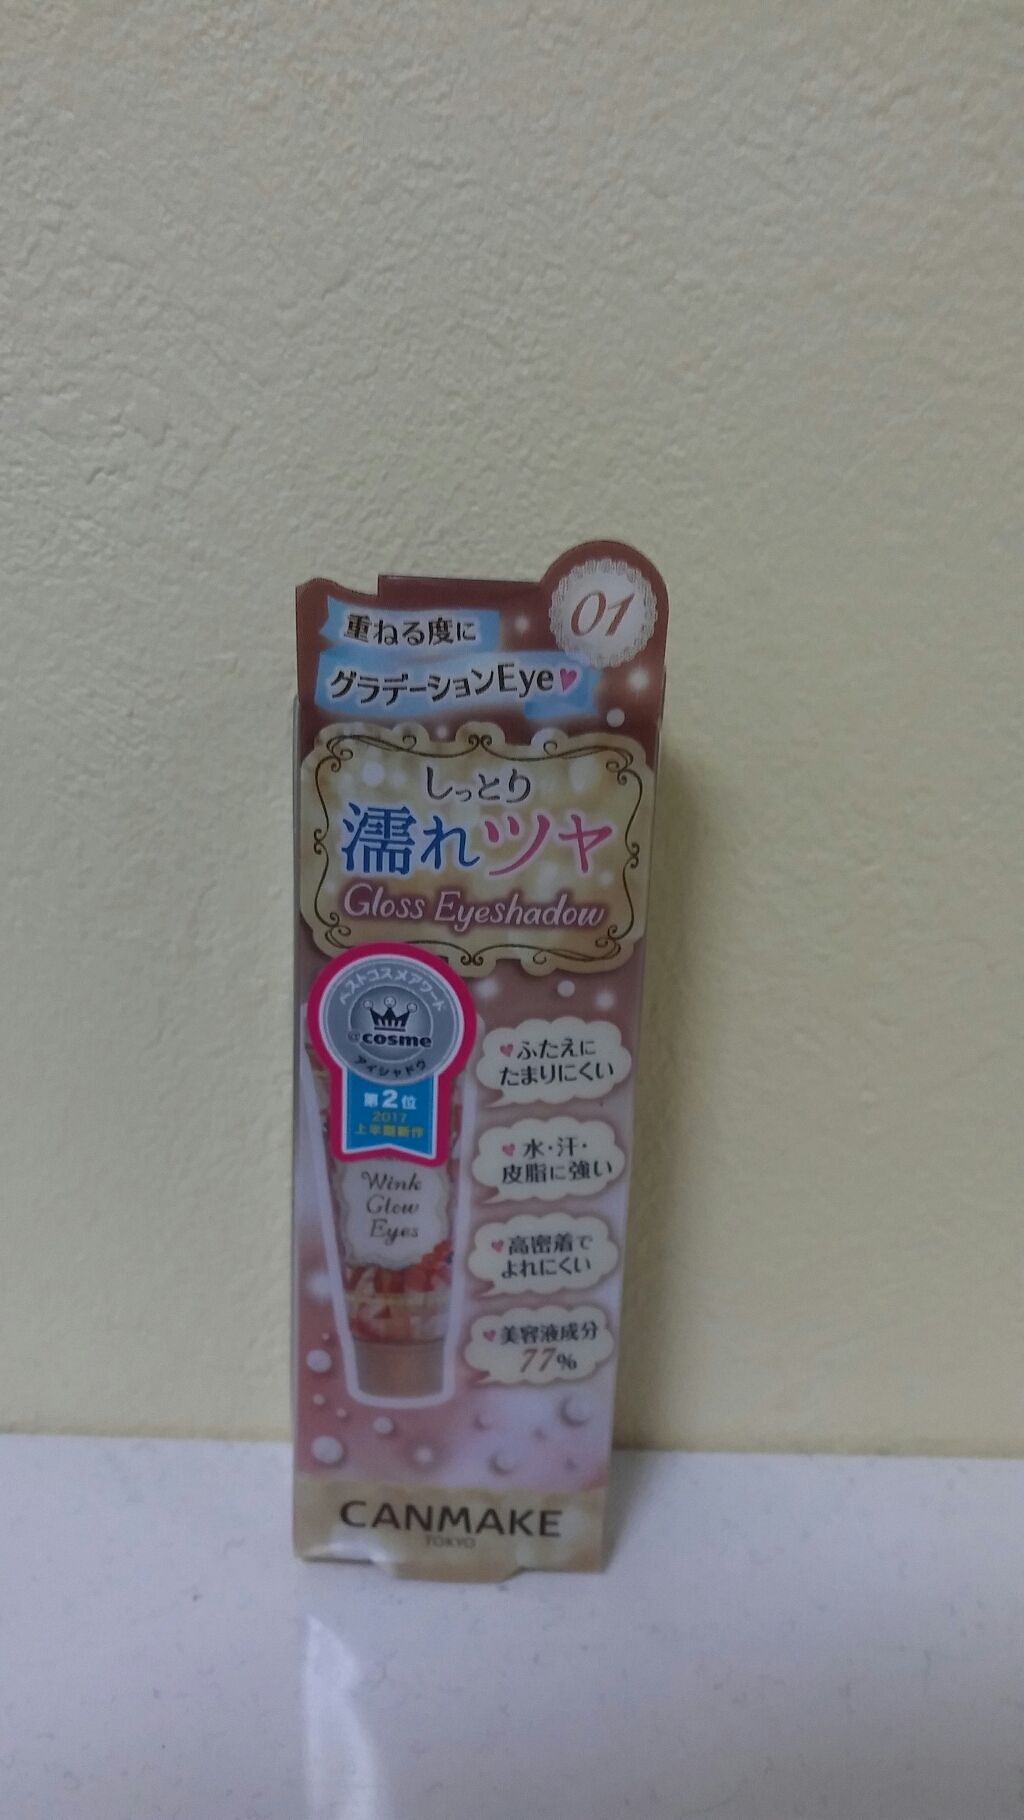 01
重ねる度に
グラデーションEye
しっとり
濡れツヤ
Gloss Eyeshadow
ベストコスメアワード
@cosme
アイシャドウ
第2位
2017
上半期新作
Wink
Glow
Eyes
ふたえに
たまりにくい
水・汗・
皮脂に強い
高密着で
よれにくい
美容液成分
77%
CANMAKE
TOKYO